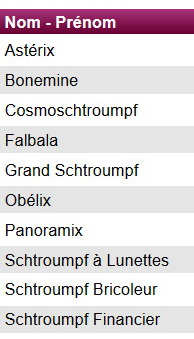 Nom - Prénom
Astérix
Bonemine
Cosmoschtroumpf
Falbala
Grand Schtroumpf
Obélix
Panoramix
Schtroumpf à Lunettes
Schtroumpf Bricoleur
Schtroumpf Financier